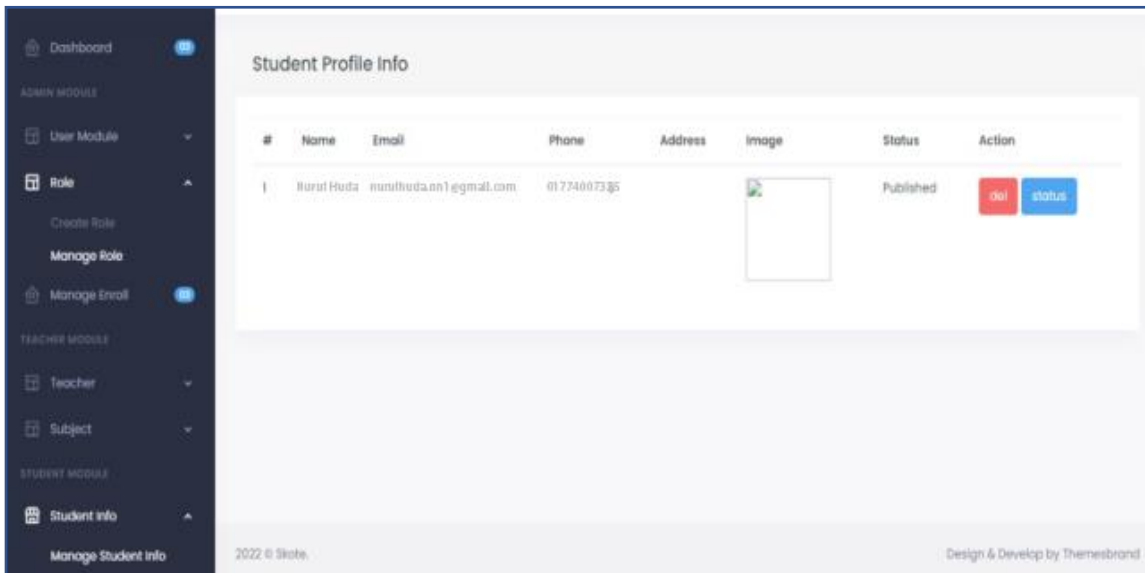 Dashboard 03
ADMIN MODULE
User Module
Role
Create Role
Manage Role
Manage Enroll 03
TEACHER MODULE
Teacher
Subject
STUDENT MODULE
Student Info
Manage Student Info
Student Profile Info
# Name Email Phone Address Image Status Action
1 Nurul Huda Published del status
2022 © Skote.
Design & Develop by Themesbrand